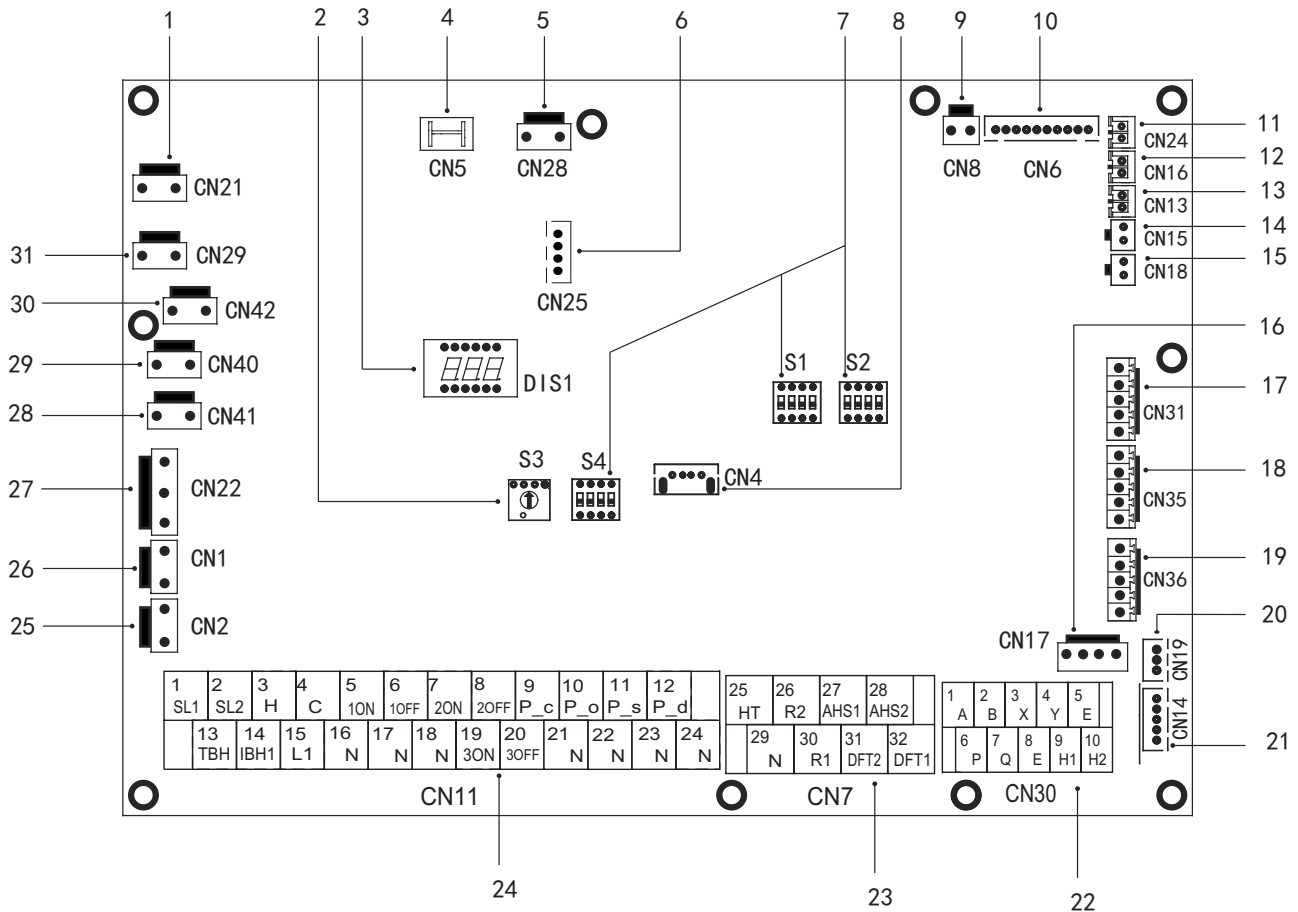 1 2 3 4 5 6 7 8 9 10
11
CN5 CN28 CN8 CN6 CN24
12
CN16
CN21
13
CN13
14
CN15
31 CN29
15
CN18
30 CN42 CN25
16
29 CN40
DIS1 S1 S2
17
28 CN41 CN31
S3 S4
18
27 CN22 CN4 CN35
2
19
26 CN1 CN36
20
25 CN2 CN17 CN19
1 2 3 4 5 6 7 8 9 10 11 12
SL1 SL2 H C 1ON 1OFF 2ON 2OFF P_c P_o P_s P_d
13 14 15 16 17 18 19 20 21 22 23 24
TBH IBH1 L1 N N N 3ON 3OFF N N N N
25 26 27 28
HT R2 AHS1 AHS2
29 30 31 32
N R1 DFT2 DFT1
1 2 3 4 5
A B X Y E
6 7 8 9 10
P Q E H1 H2
CN14
21
CN11 CN7 CN30
24 23 22